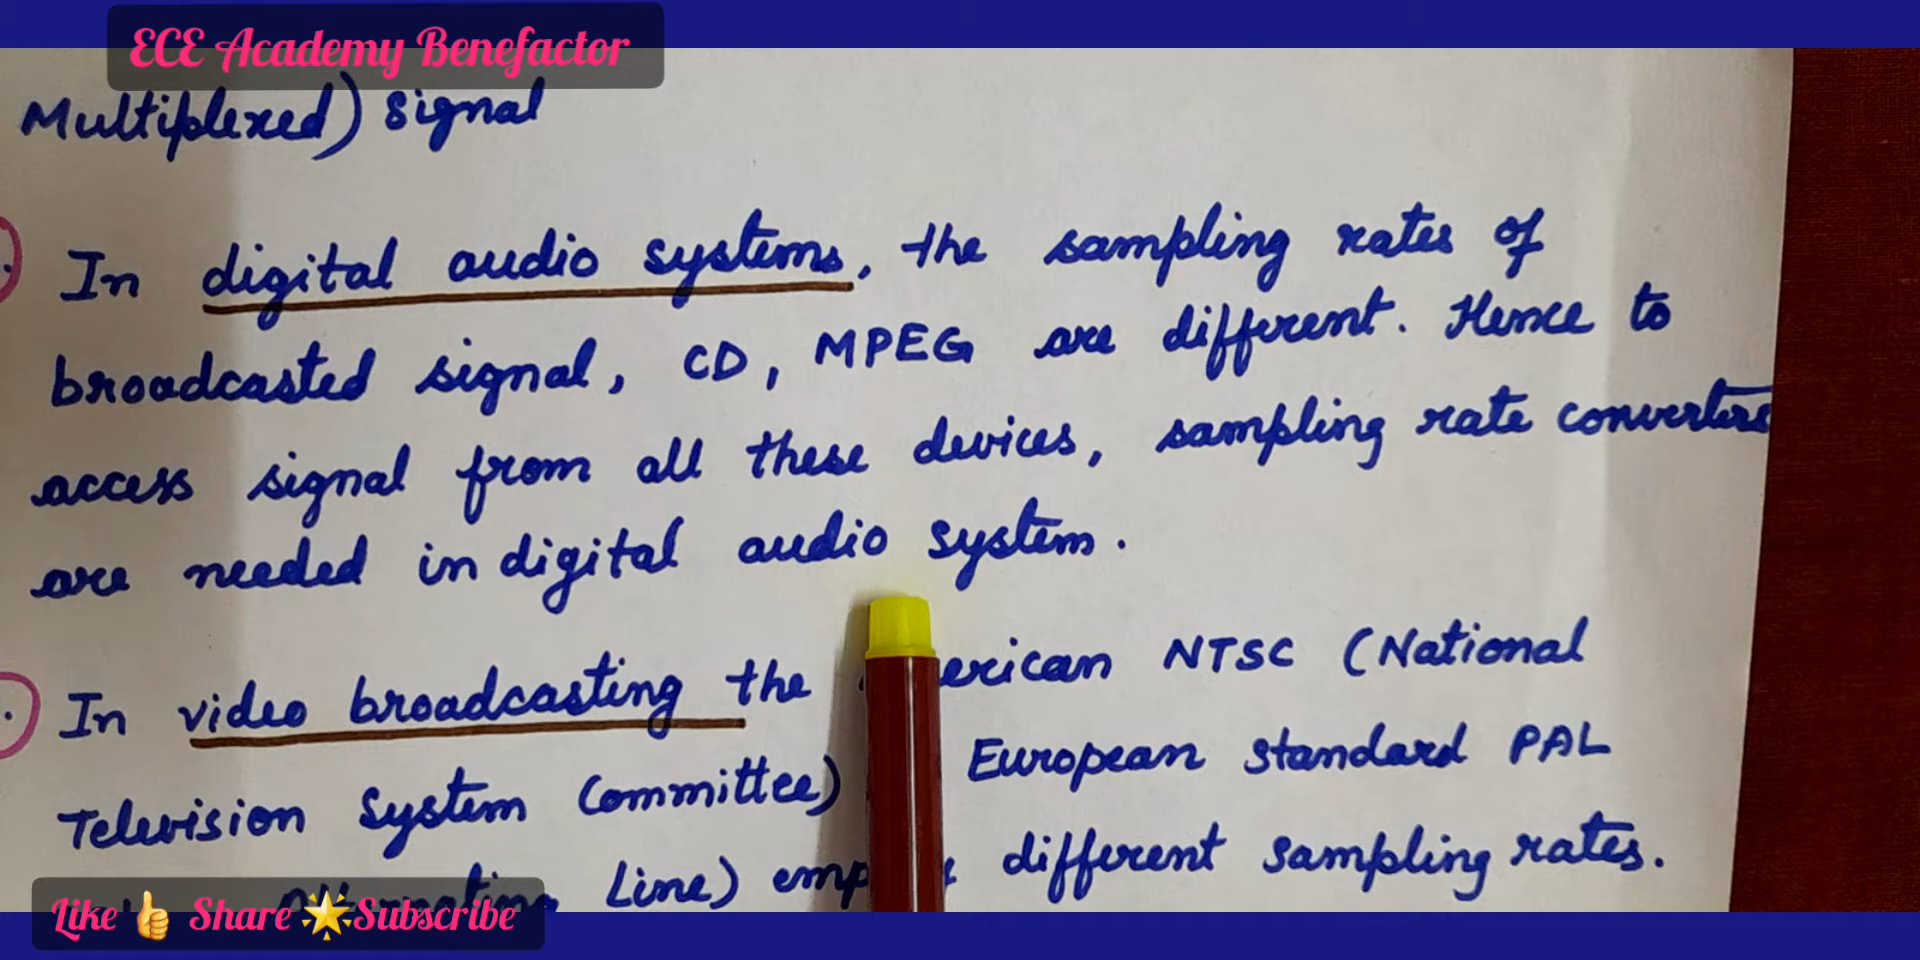 ECE Academy Benefactor
Multiplexed) Signal
In digital audio systems, the sampling rates of
broadcasted signal, CD, MPEG are different. Hence to
access signal from all these devices, sampling rate converters
are needed in digital audio system.
In video broadcasting the erican NTSC (National
Television System Committee) European standard PAL
Line) emp different sampling rates.
Like 👍 Share 🌟Subscribe